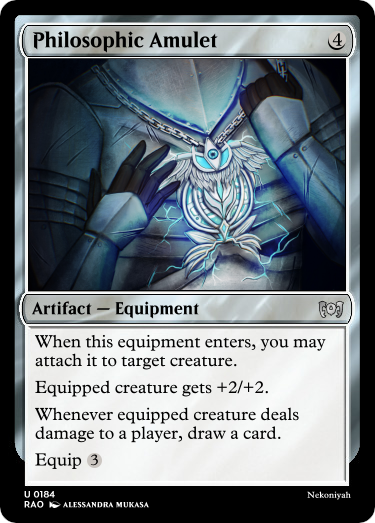 Philosophic Amulet 4
Artifact — Equipment
When this equipment enters, you may
attach it to target creature.
Equipped creature gets +2/+2.
Whenever equipped creature deals
damage to a player, draw a card.
Equip 3
U 0184
RAO ALESSANDRA MUKASA
Nekoniyah